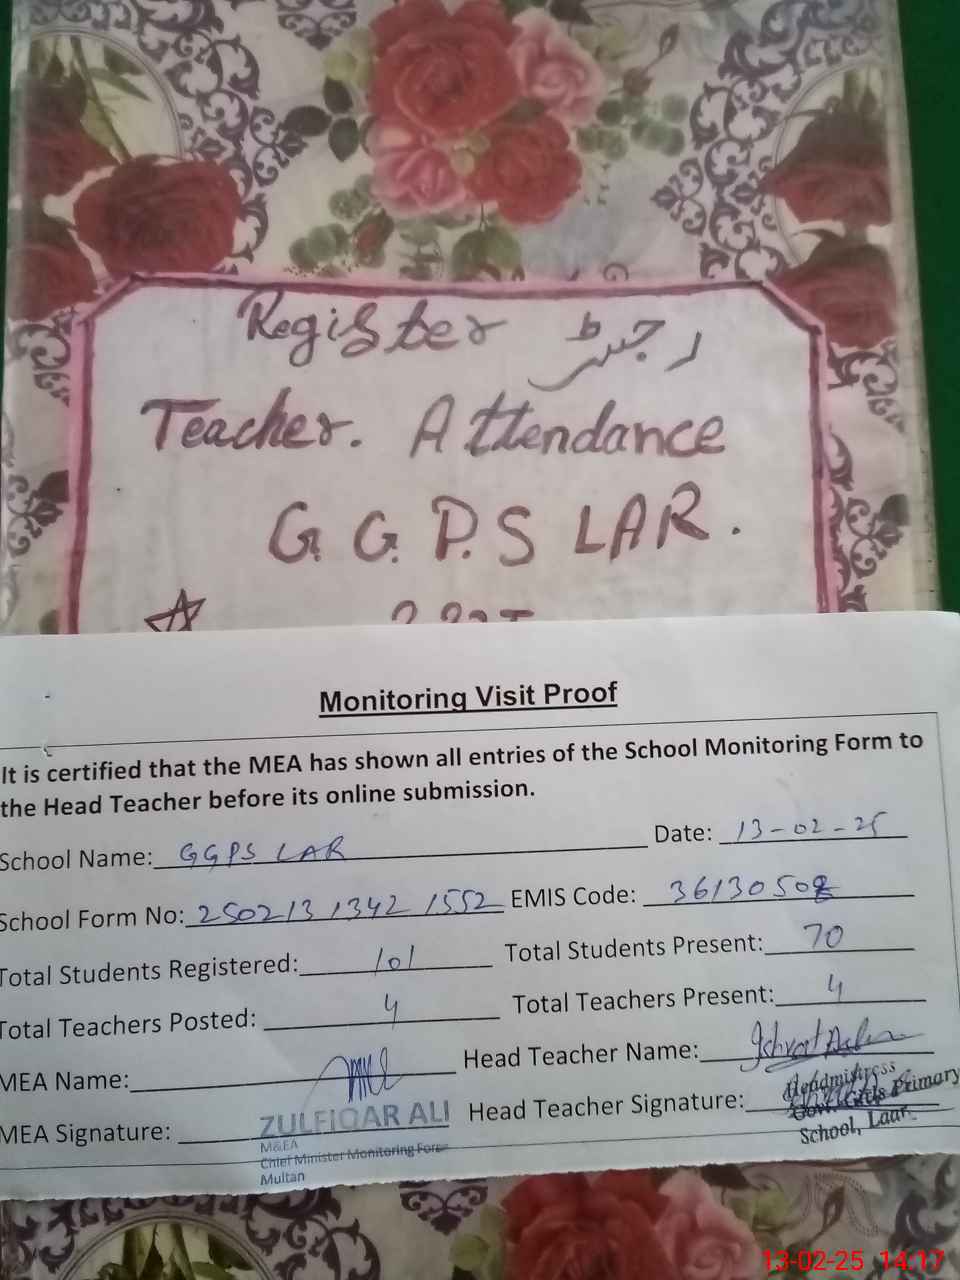 Register رجسٹر
Teacher. Attendance
G. G. P. S LAR.
Monitoring Visit Proof
It is certified that the MEA has shown all entries of the School Monitoring Form to
the Head Teacher before its online submission.
School Name: GGPS LAR Date: 13-02-25
School Form No: 2502131342 1552 EMIS Code: 36130508
Total Students Registered: 101 Total Students Present: 70
Total Teachers Posted: 4 Total Teachers Present: 4
MEA Name: Head Teacher Name:
MEA Signature: ZULFIQAR ALI Head Teacher Signature: Headmistress
M&EA Govt. Girls Primary
Chief Minister Monitoring Force School, Laar.
Multan
13-02-25 14:17